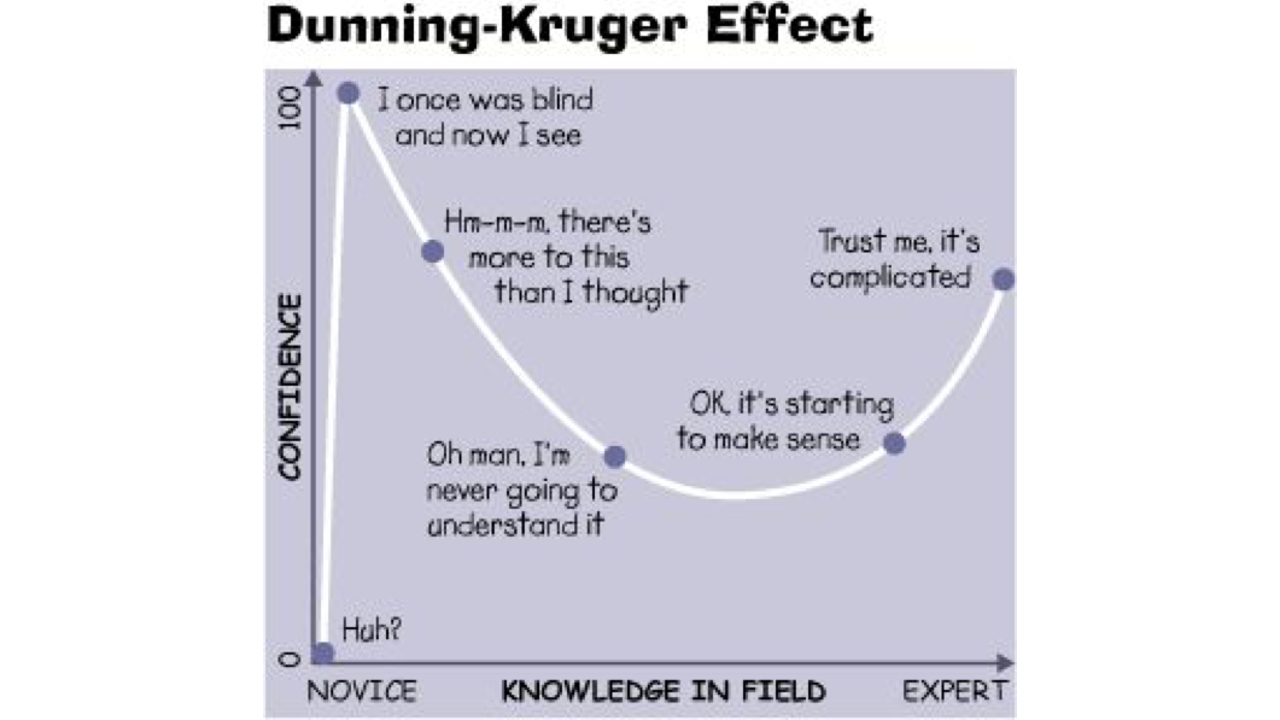 Dunning-Kruger Effect
100
I once was blind
and now I see
Hm-m-m, there's
more to this
than I thought
Trust me, it's
complicated
CONFIDENCE
OK, it's starting
to make sense
Oh man, I'm
never going to
understand it
Huh?
0
NOVICE
KNOWLEDGE IN FIELD
EXPERT